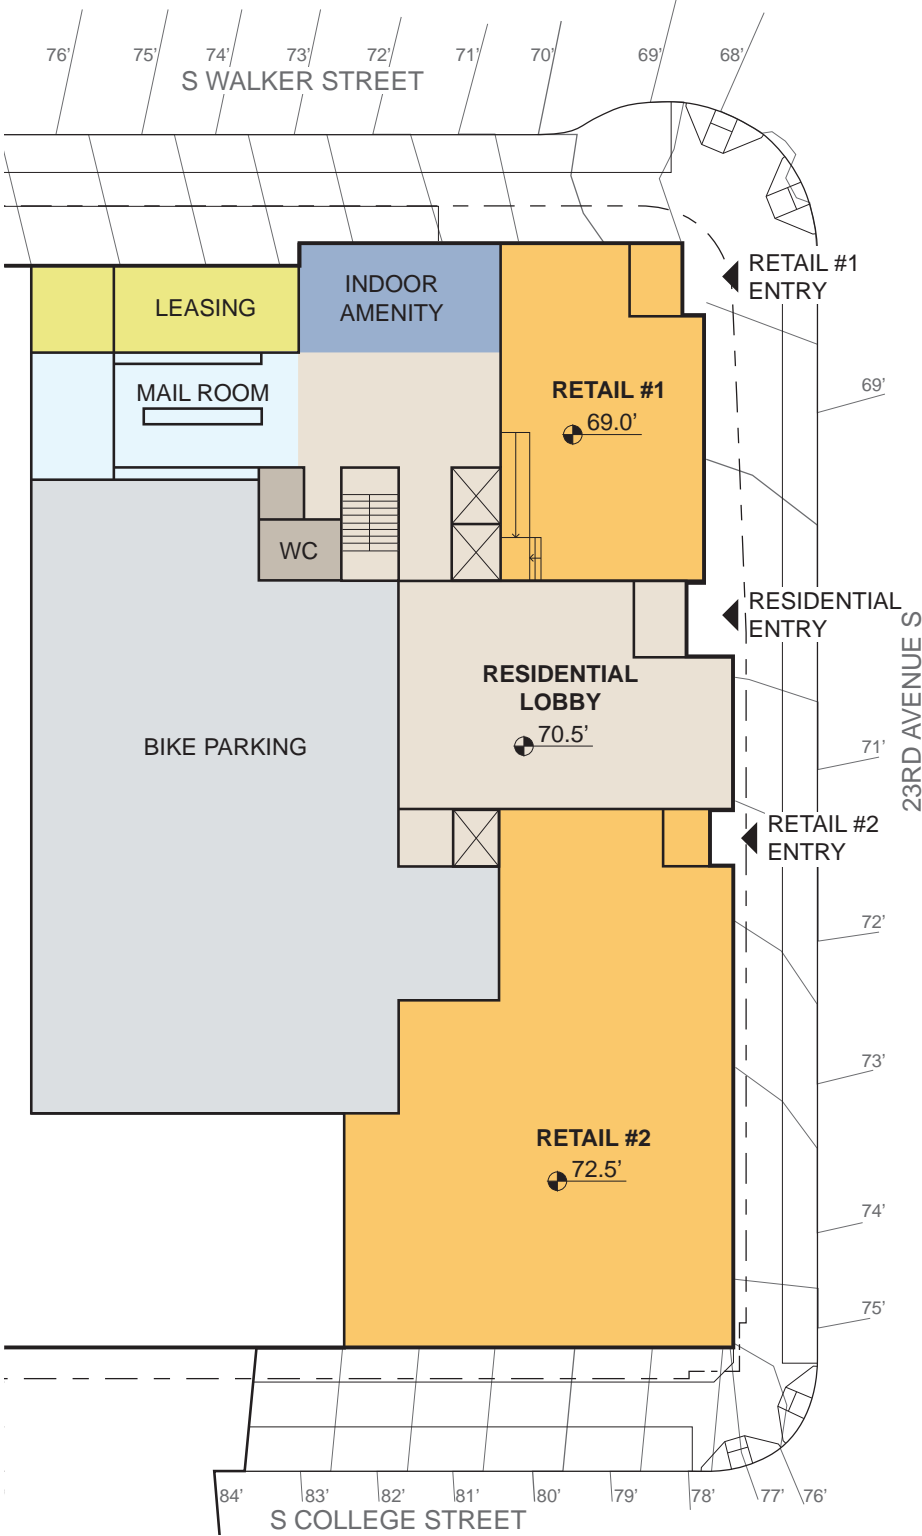 76’ 75’ 74’ 73’ 72’ 71’ 70’ 69’ 68’
S WALKER STREET
RETAIL #1
ENTRY
INDOOR
AMENITY
LEASING
MAIL ROOM
RETAIL #1
69.0’
69’
WC
RESIDENTIAL
ENTRY
23RD AVENUE S
RESIDENTIAL
LOBBY
70.5’
BIKE PARKING
71’
RETAIL #2
ENTRY
72’
73’
RETAIL #2
72.5’
74’
75’
84’ 83’ 82’ 81’ 80’ 79’ 78’ 77’ 76’
S COLLEGE STREET